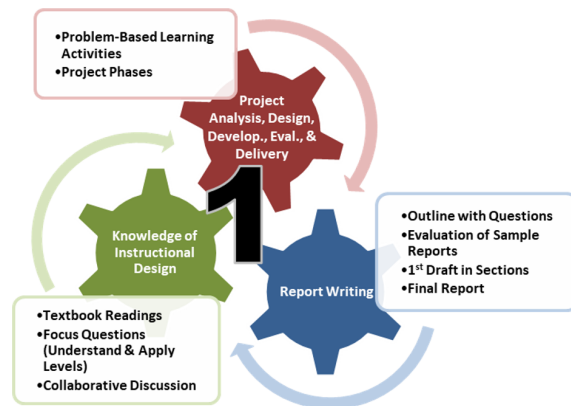 •Problem-Based Learning
Activities
•Project Phases
Project
Analysis, Design,
Develop., Eval., &
Delivery
1
Knowledge of
Instructional
Design
Report Writing
•Outline with Questions
•Evaluation of Sample
Reports
•1st Draft in Sections
•Final Report
•Textbook Readings
•Focus Questions
(Understand & Apply
Levels)
•Collaborative Discussion